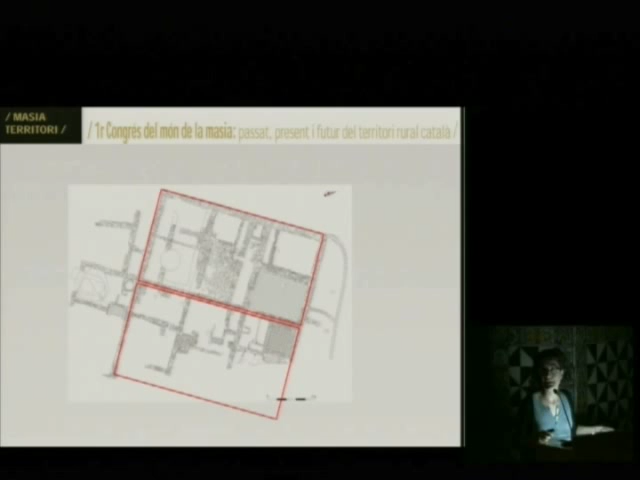 / MASIA
TERRITORI /
/ 1r Congrés del món de la masia: passat, present i futur del territori rural català /